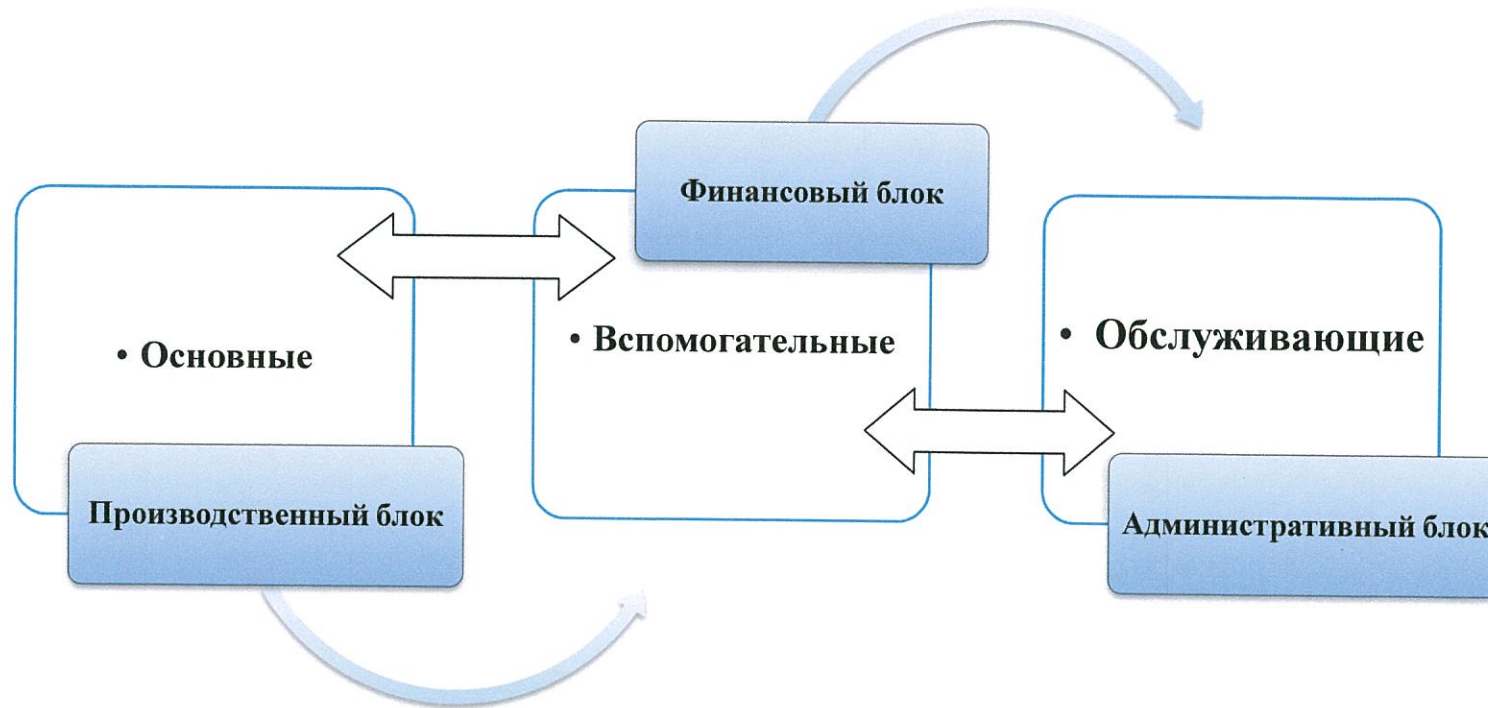 Финансовый блок
• Основные
• Вспомогательные
• Обслуживающие
Производственный блок
Административный блок